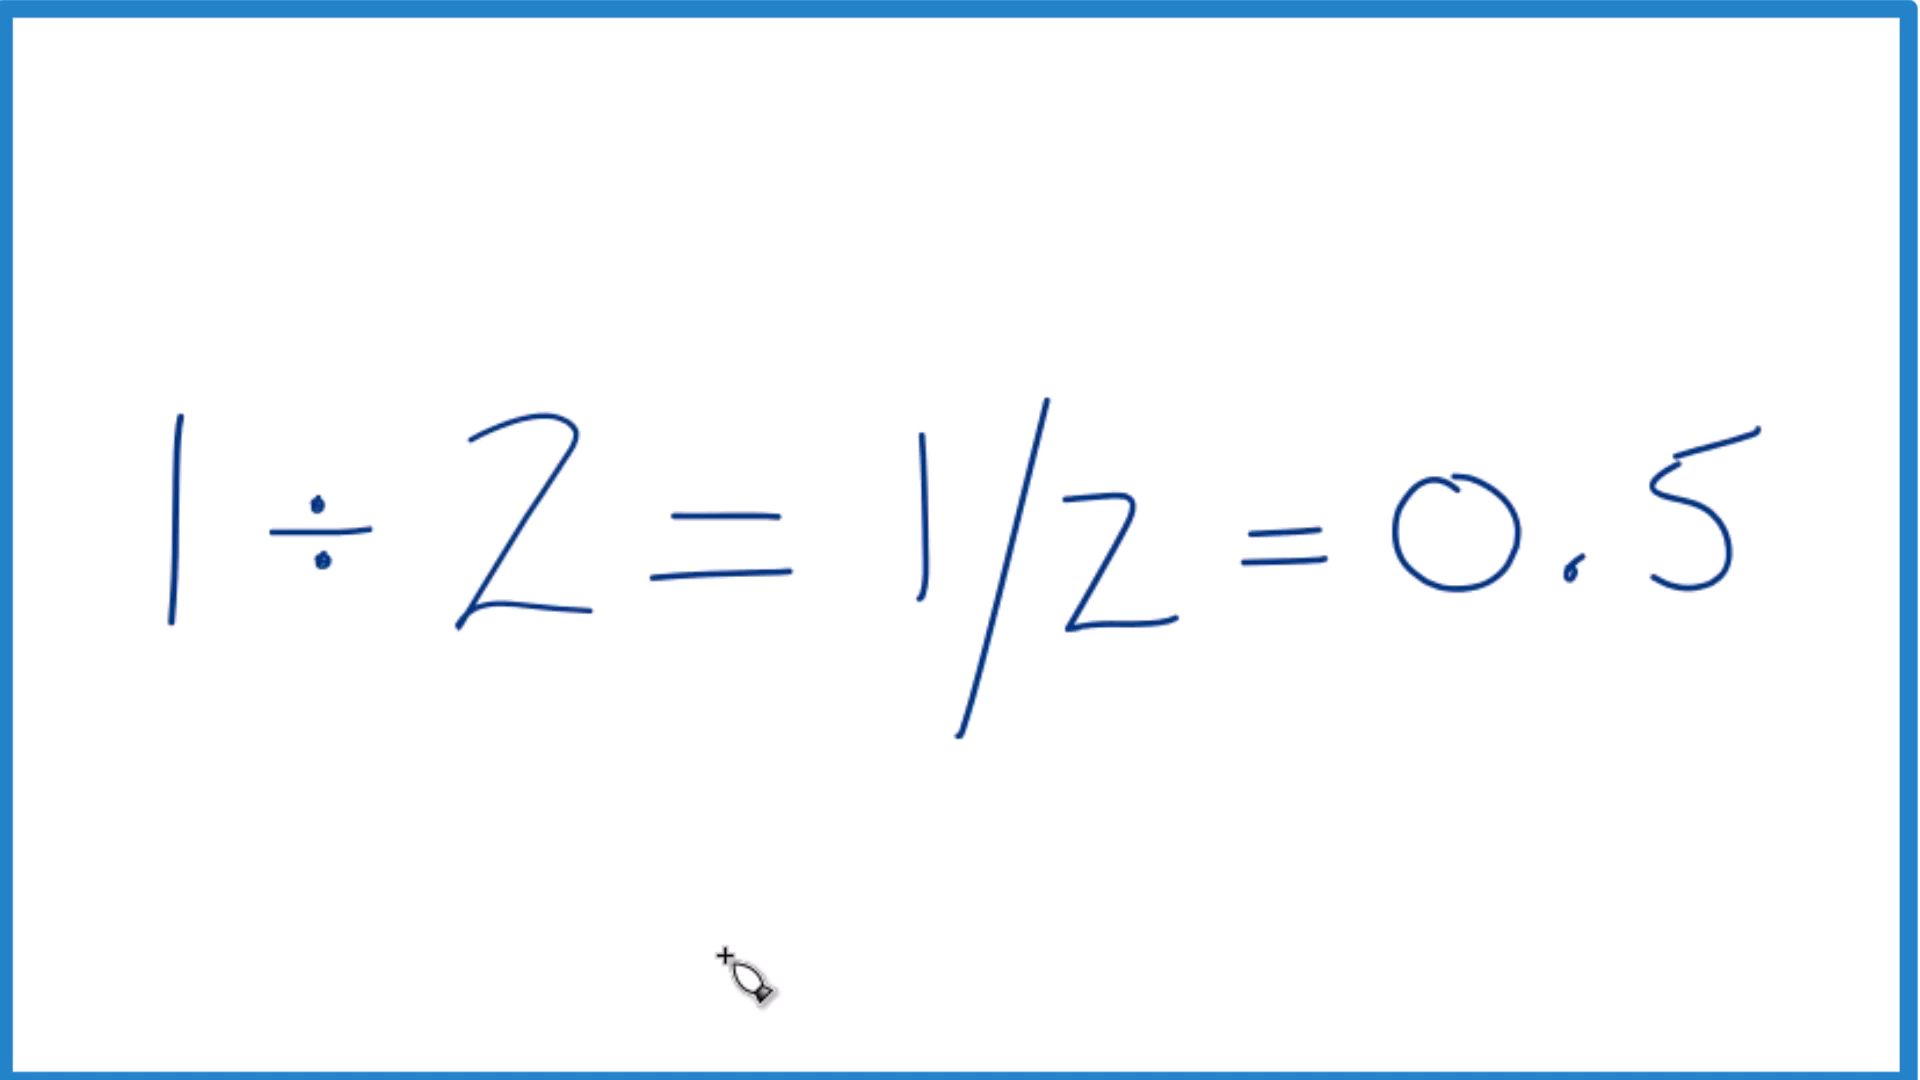 1 ÷ 2 = 1/2 = 0.5